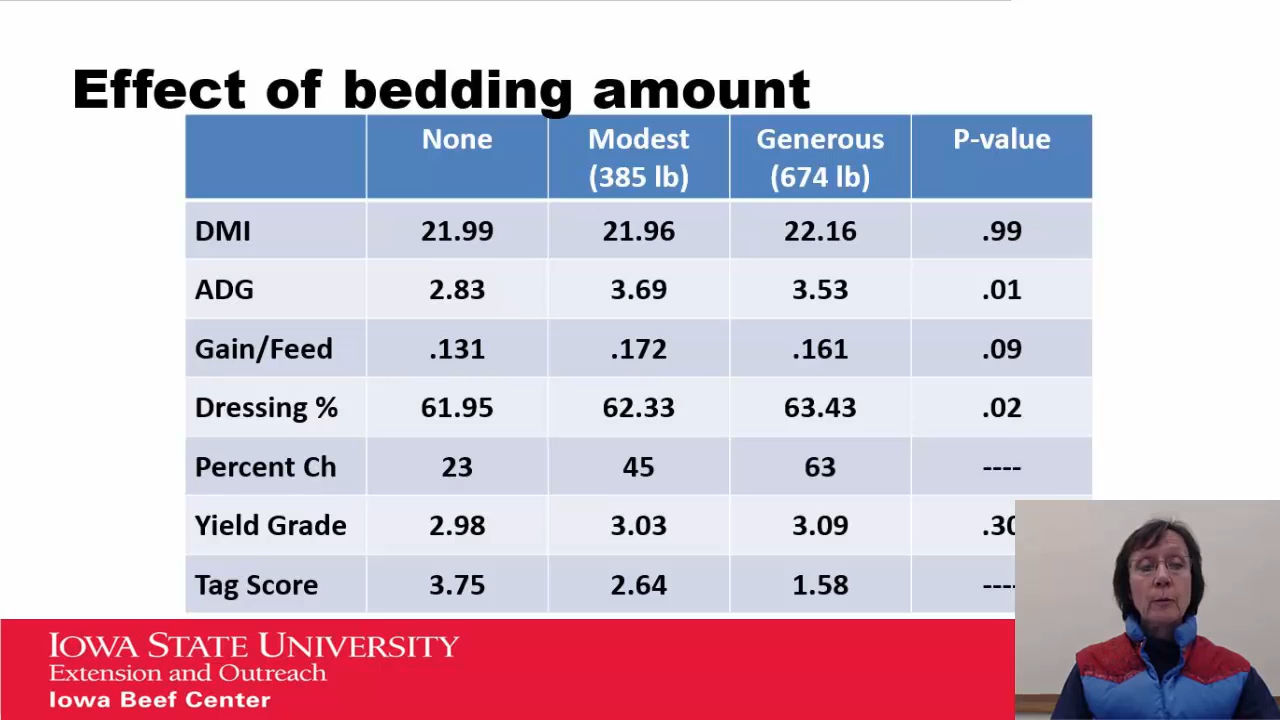 Effect of bedding amount
None Modest Generous P-value
(385 lb) (674 lb)
DMI 21.99 21.96 22.16 .99
ADG 2.83 3.69 3.53 .01
Gain/Feed .131 .172 .161 .09
Dressing % 61.95 62.33 63.43 .02
Percent Ch 23 45 63 ----
Yield Grade 2.98 3.03 3.09 .30
Tag Score 3.75 2.64 1.58 ----
IOWA STATE UNIVERSITY
Extension and Outreach
Iowa Beef Center